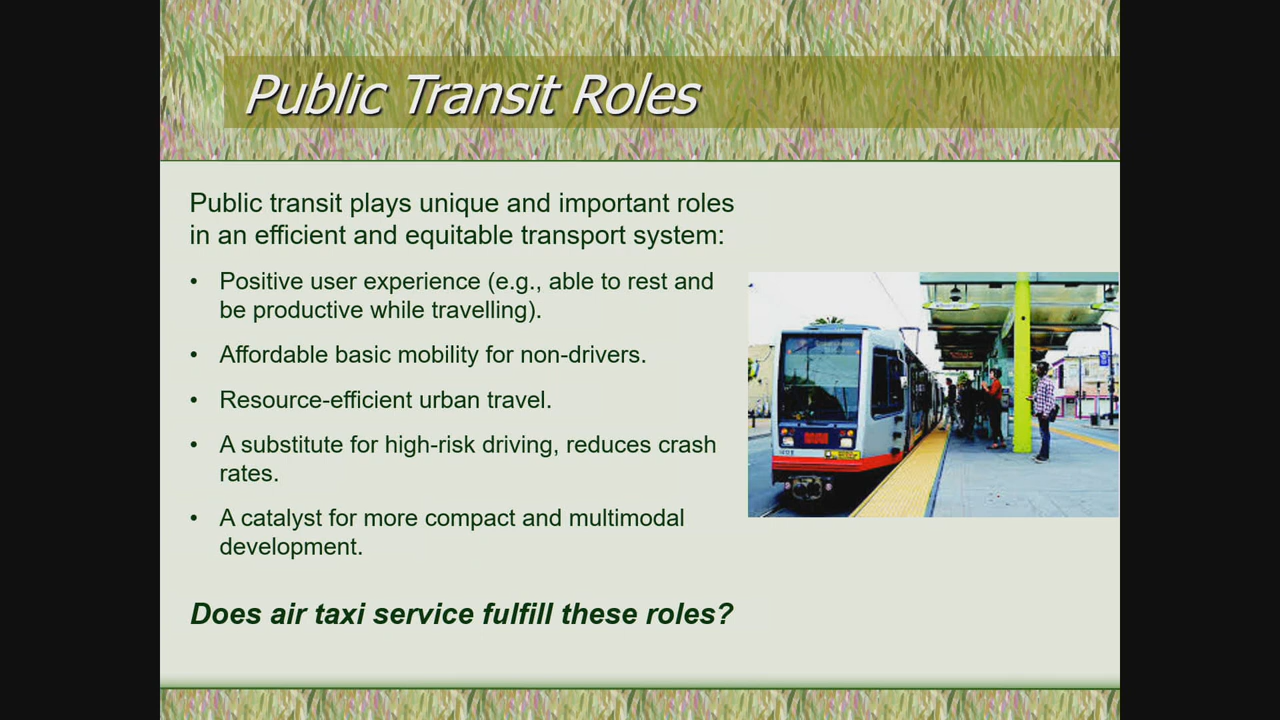 Public Transit Roles
Public transit plays unique and important roles
in an efficient and equitable transport system:
• Positive user experience (e.g., able to rest and
be productive while travelling).
• Affordable basic mobility for non-drivers.
• Resource-efficient urban travel.
• A substitute for high-risk driving, reduces crash
rates.
• A catalyst for more compact and multimodal
development.
Does air taxi service fulfill these roles?